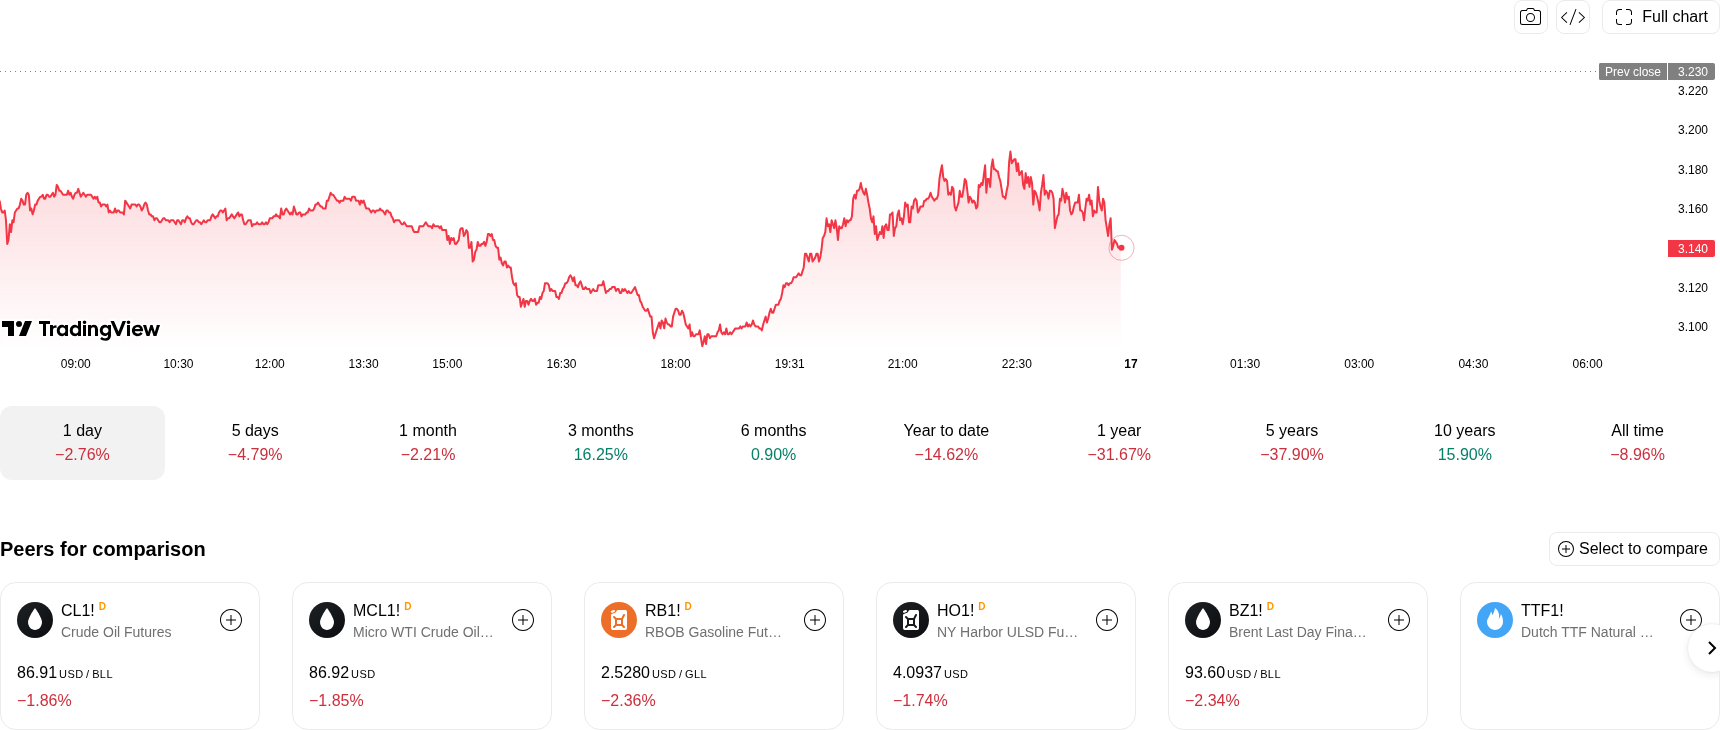 Full chart
Prev close 3.230
3.220
3.200
3.180
3.160
3.140
3.120
3.100
TradingView
09:00 10:30 12:00 13:30 15:00 16:30 18:00 19:31 21:00 22:30 17 01:30 03:00 04:30 06:00
1 day 5 days 1 month 3 months 6 months Year to date 1 year 5 years 10 years All time
−2.76% −4.79% −2.21% 16.25% 0.90% −14.62% −31.67% −37.90% 15.90% −8.96%
Peers for comparison
Select to compare
CL1! D
Crude Oil Futures
86.91 USD / BLL
−1.86%
MCL1! D
Micro WTI Crude Oil…
86.92 USD
−1.85%
RB1! D
RBOB Gasoline Fut…
2.5280 USD / GLL
−2.36%
HO1! D
NY Harbor ULSD Fu…
4.0937 USD
−1.74%
BZ1! D
Brent Last Day Fina…
93.60 USD / BLL
−2.34%
TTF1!
Dutch TTF Natural …